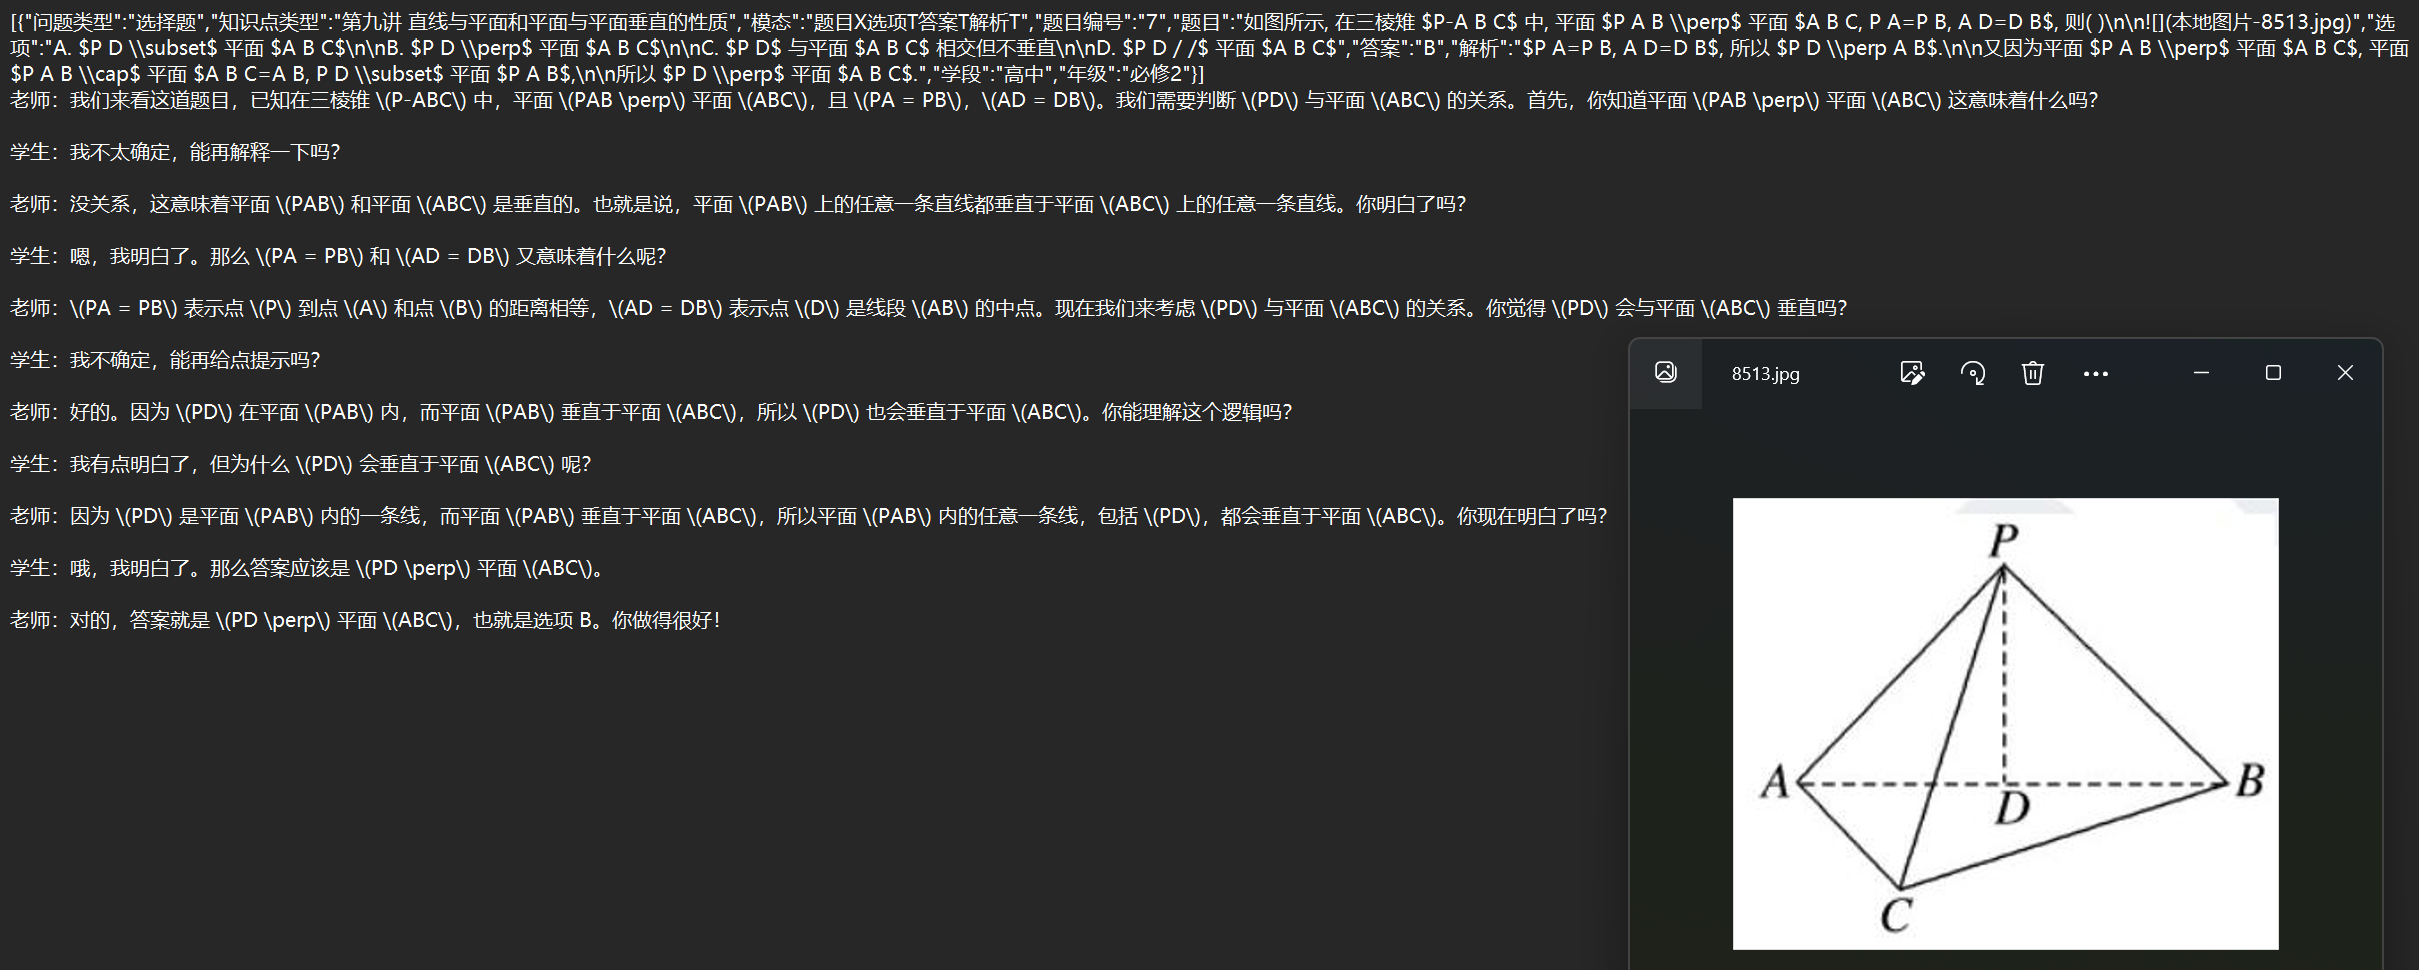 [{"问题类型":"选择题","知识点类型":"第九讲 直线与平面和平面与平面垂直的性质","模态":"题目X选项T答案T解析T","题目编号":"7","题目":"如图所示, 在三棱雉 $P-A B C$ 中, 平面 $P A B \\perp$ 平面 $A B C, P A=P B, A D=D B$, 则( )\n\n![](本地图片-8513.jpg)","选
项":"A. $P D \\subset$ 平面 $A B C$\n\nB. $P D \\perp$ 平面 $A B C$\n\nC. $P D$ 与平面 $A B C$ 相交但不垂直\n\nD. $P D / /$ 平面 $A B C$","答案":"B","解析":"$P A=P B, A D=D B$, 所以 $P D \\perp A B$.\n\n又因为平面 $P A B \\perp$ 平面 $A B C$, 平面
$P A B \\cap$ 平面 $A B C=A B, P D \\subset$ 平面 $P A B$,\n\n所以 $P D \\perp$ 平面 $A B C$.","学段":"高中","年级":"必修2"}]
老师：我们来看这道题目，已知在三棱锥 \(P-ABC\) 中，平面 \(PAB \perp\) 平面 \(ABC\)，且 \(PA = PB\)，\(AD = DB\)。我们需要判断 \(PD\) 与平面 \(ABC\) 的关系。首先，你知道平面 \(PAB \perp\) 平面 \(ABC\) 这意味着什么吗？
学生：我不太确定，能再解释一下吗？
老师：没关系，这意味着平面 \(PAB\) 和平面 \(ABC\) 是垂直的。也就是说，平面 \(PAB\) 上的任意一条直线都垂直于平面 \(ABC\) 上的任意一条直线。你明白了吗？
学生：嗯，我明白了。那么 \(PA = PB\) 和 \(AD = DB\) 又意味着什么呢？
老师：\(PA = PB\) 表示点 \(P\) 到点 \(A\) 和点 \(B\) 的距离相等，\(AD = DB\) 表示点 \(D\) 是线段 \(AB\) 的中点。现在我们来考虑 \(PD\) 与平面 \(ABC\) 的关系。你觉得 \(PD\) 会与平面 \(ABC\) 垂直吗？
学生：我不确定，能再给点提示吗？
老师：好的。因为 \(PD\) 在平面 \(PAB\) 内，而平面 \(PAB\) 垂直于平面 \(ABC\)，所以 \(PD\) 也会垂直于平面 \(ABC\)。你能理解这个逻辑吗？
学生：我有点明白了，但为什么 \(PD\) 会垂直于平面 \(ABC\) 呢？
老师：因为 \(PD\) 是平面 \(PAB\) 内的一条线，而平面 \(PAB\) 垂直于平面 \(ABC\)，所以平面 \(PAB\) 内的任意一条线，包括 \(PD\)，都会垂直于平面 \(ABC\)。你现在明白了吗？
学生：哦，我明白了。那么答案应该是 \(PD \perp\) 平面 \(ABC\)。
老师：对的，答案就是 \(PD \perp\) 平面 \(ABC\)，也就是选项 B。你做得很好！
8513.jpg
P
A
D
B
C